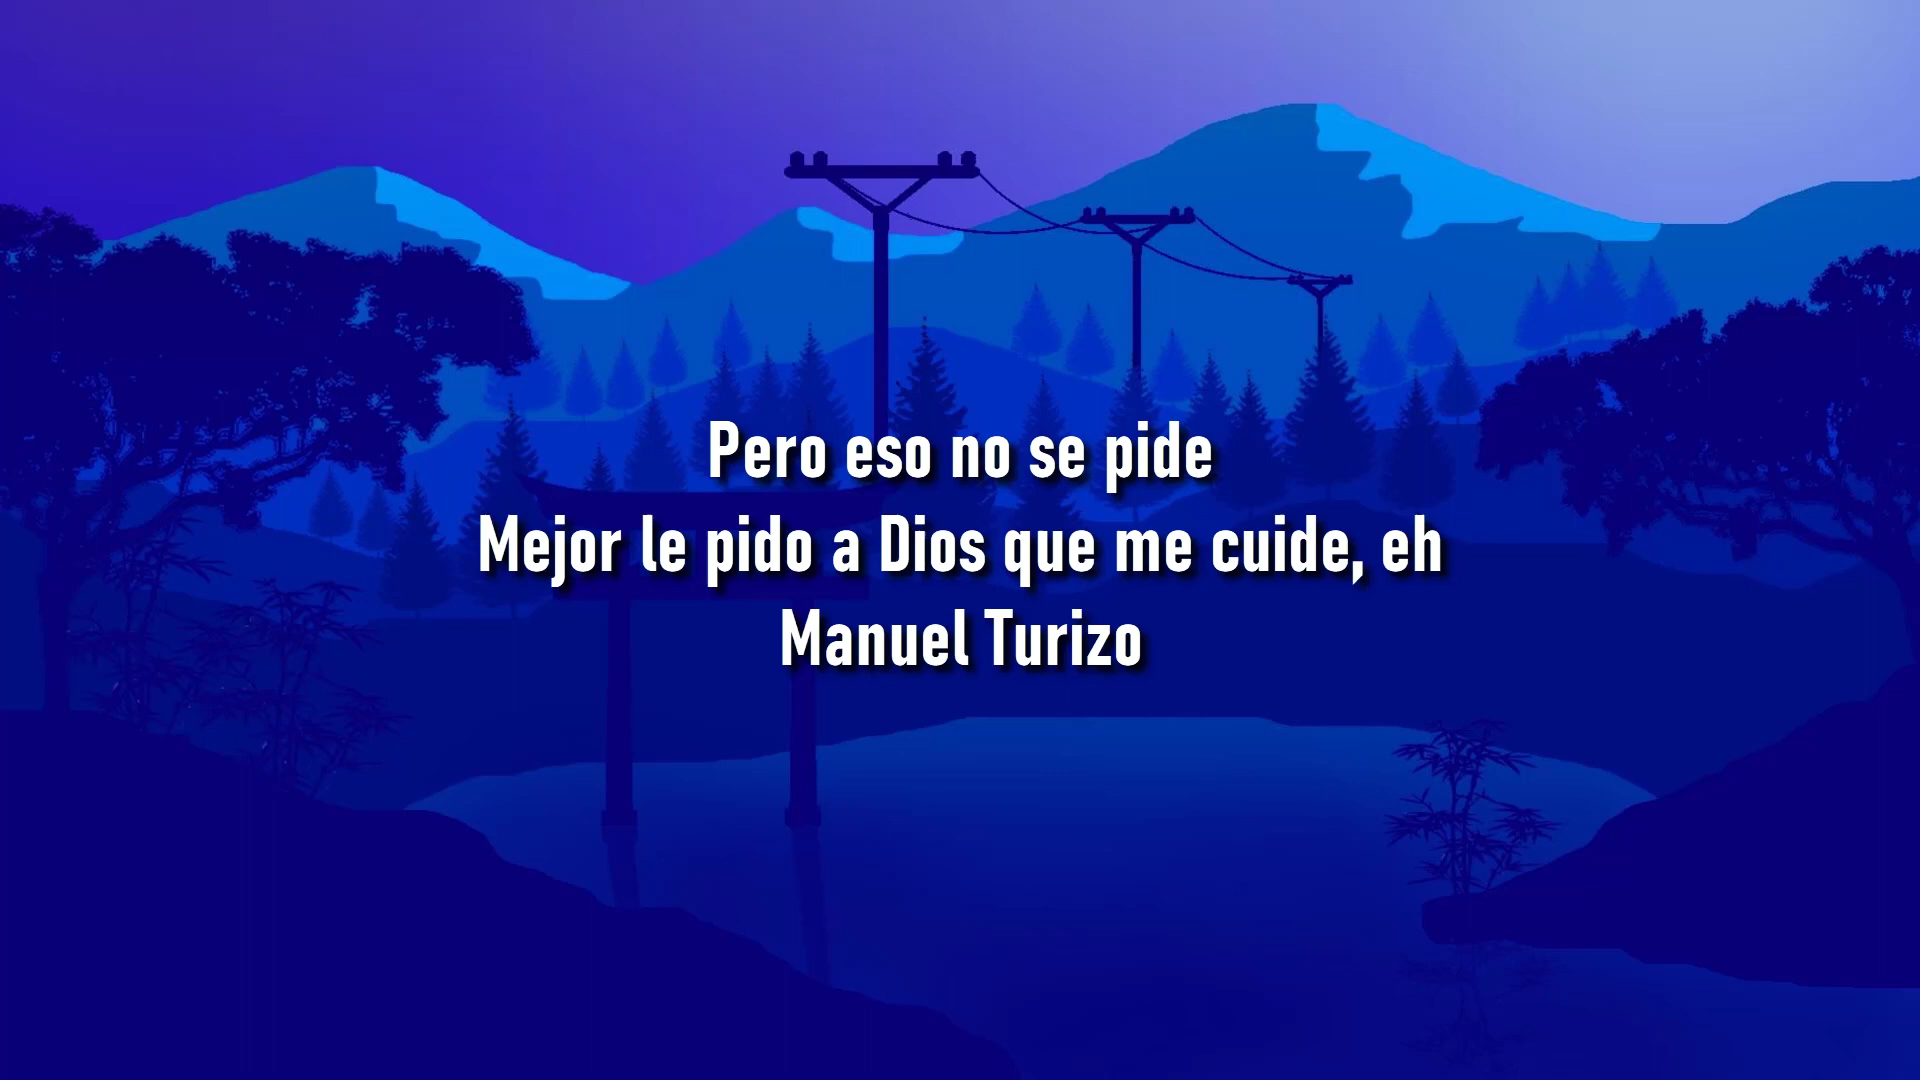 Pero eso no se pide
Mejor le pido a Dios que me cuide, eh
Manuel Turizo